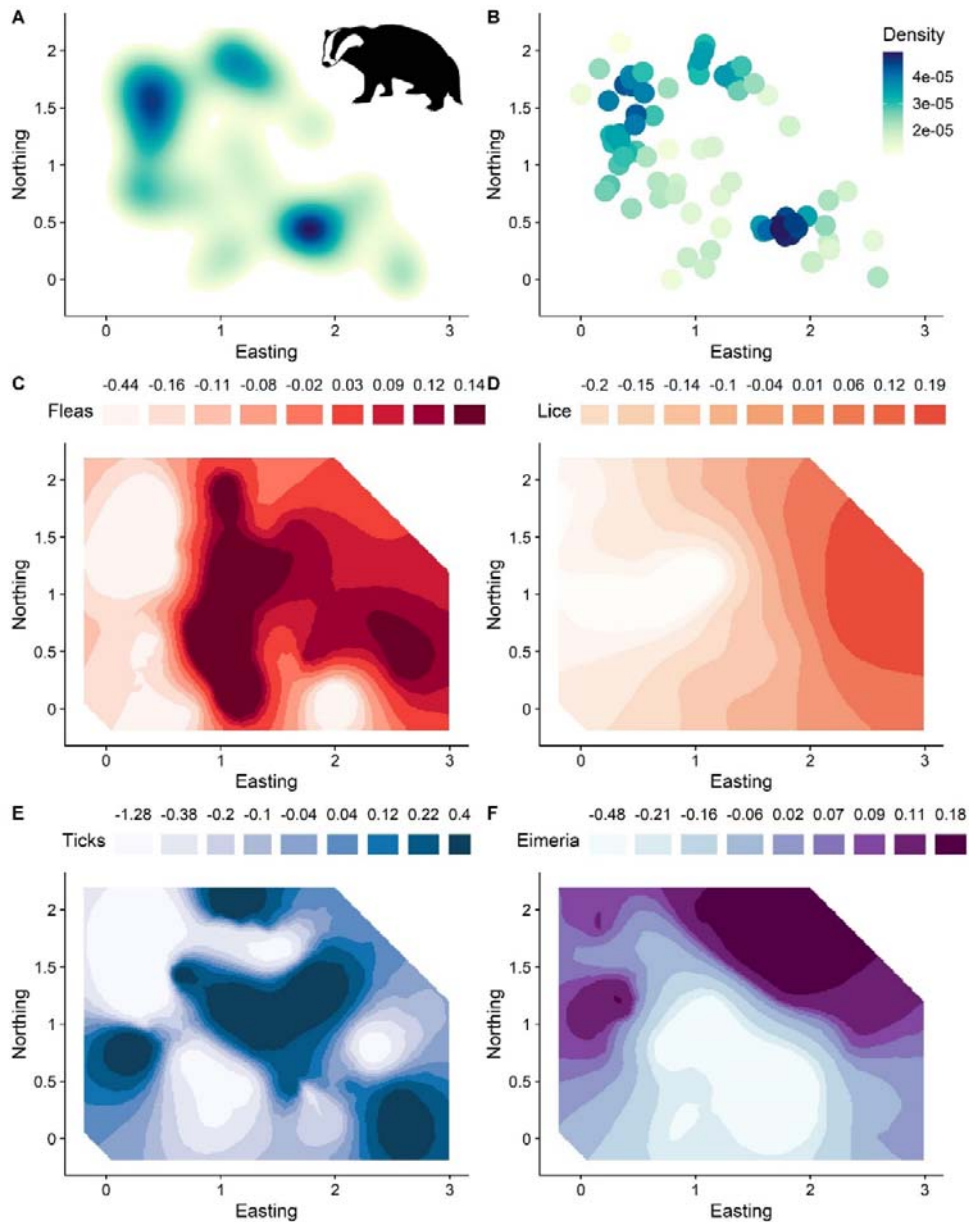 A
B
Density
4e-05
3e-05
2e-05
Northing
2
1.5
1
0.5
0
0 1 2 3
Easting
Northing
2
1.5
1
0.5
0
0 1 2 3
Easting
C
-0.44 -0.16 -0.11 -0.08 -0.02 0.03 0.09 0.12 0.14
Fleas
Northing
2
1.5
1
0.5
0
0 1 2 3
Easting
D
-0.2 -0.15 -0.14 -0.1 -0.04 0.01 0.06 0.12 0.19
Lice
Northing
2
1.5
1
0.5
0
0 1 2 3
Easting
E
-1.28 -0.38 -0.2 -0.1 -0.04 0.04 0.12 0.22 0.4
Ticks
Northing
2
1.5
1
0.5
0
0 1 2 3
Easting
F
-0.48 -0.21 -0.16 -0.06 0.02 0.07 0.09 0.11 0.18
Eimeria
Northing
2
1.5
1
0.5
0
0 1 2 3
Easting